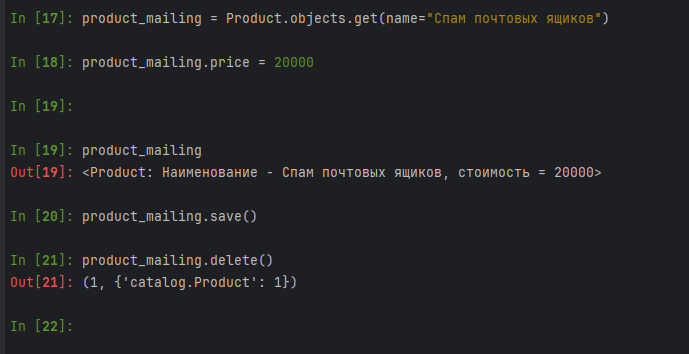 In [17]: product_mailing = Product.objects.get(name="Спам почтовых ящиков")
In [18]: product_mailing.price = 20000
In [19]:
In [19]: product_mailing
Out[19]: <Product: Наименование - Спам почтовых ящиков, стоимость = 20000>
In [20]: product_mailing.save()
In [21]: product_mailing.delete()
Out[21]: (1, {'catalog.Product': 1})
In [22]: